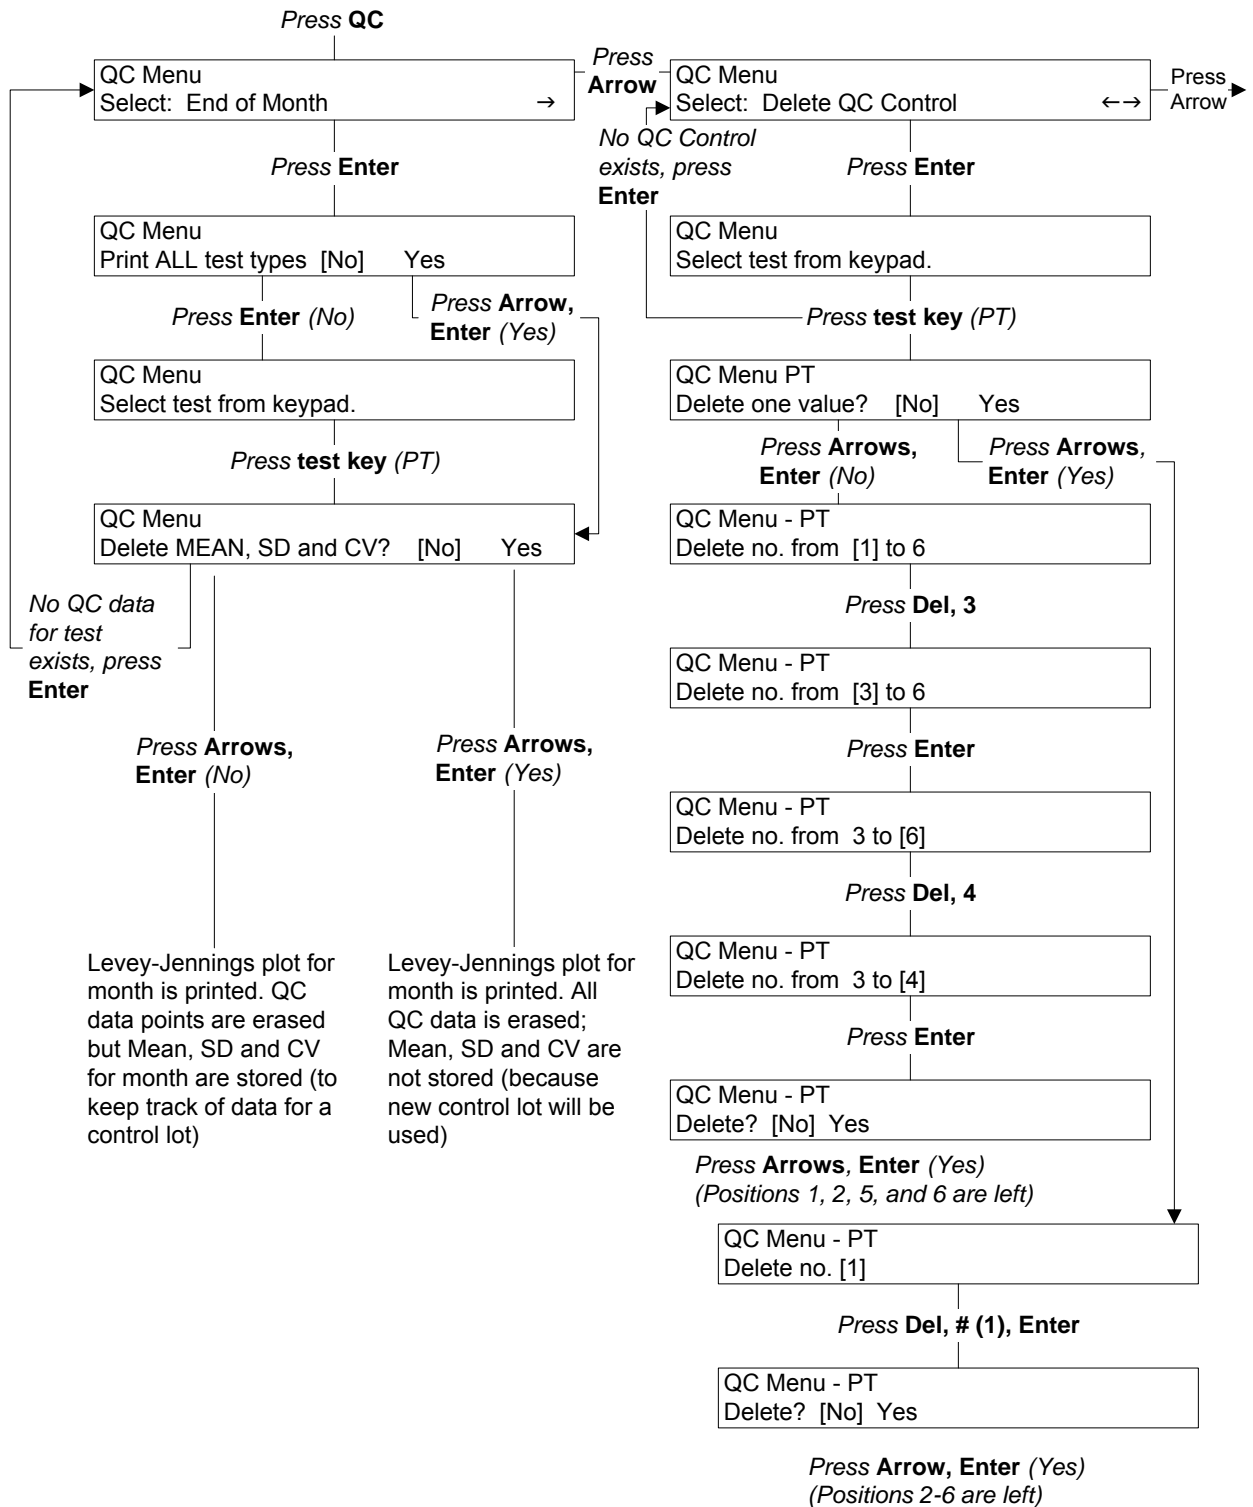 Press QC
QC Menu
Select: End of Month →
Press Enter
QC Menu
Print ALL test types [No] Yes
Press Enter (No)
Press Arrow,
Enter (Yes)
QC Menu
Select test from keypad.
Press test key (PT)
QC Menu
Delete MEAN, SD and CV? [No] Yes
No QC data
for test
exists, press
Enter
Press Arrows,
Enter (No)
Press Arrows,
Enter (Yes)
Levey-Jennings plot for
month is printed. QC
data points are erased
but Mean, SD and CV
for month are stored (to
keep track of data for a
control lot)
Levey-Jennings plot for
month is printed. All
QC data is erased;
Mean, SD and CV are
not stored (because
new control lot will be
used)
Press
Arrow
QC Menu
Select: Delete QC Control ←→
Press
Arrow
No QC Control
exists, press
Enter
Press Enter
QC Menu
Select test from keypad.
Press test key (PT)
QC Menu PT
Delete one value? [No] Yes
Press Arrows,
Enter (No)
Press Arrows,
Enter (Yes)
QC Menu - PT
Delete no. from [1] to 6
Press Del, 3
QC Menu - PT
Delete no. from [3] to 6
Press Enter
QC Menu - PT
Delete no. from 3 to [6]
Press Del, 4
QC Menu - PT
Delete no. from 3 to [4]
Press Enter
QC Menu - PT
Delete? [No] Yes
Press Arrows, Enter (Yes)
(Positions 1, 2, 5, and 6 are left)
QC Menu - PT
Delete no. [1]
Press Del, # (1), Enter
QC Menu - PT
Delete? [No] Yes
Press Arrow, Enter (Yes)
(Positions 2-6 are left)